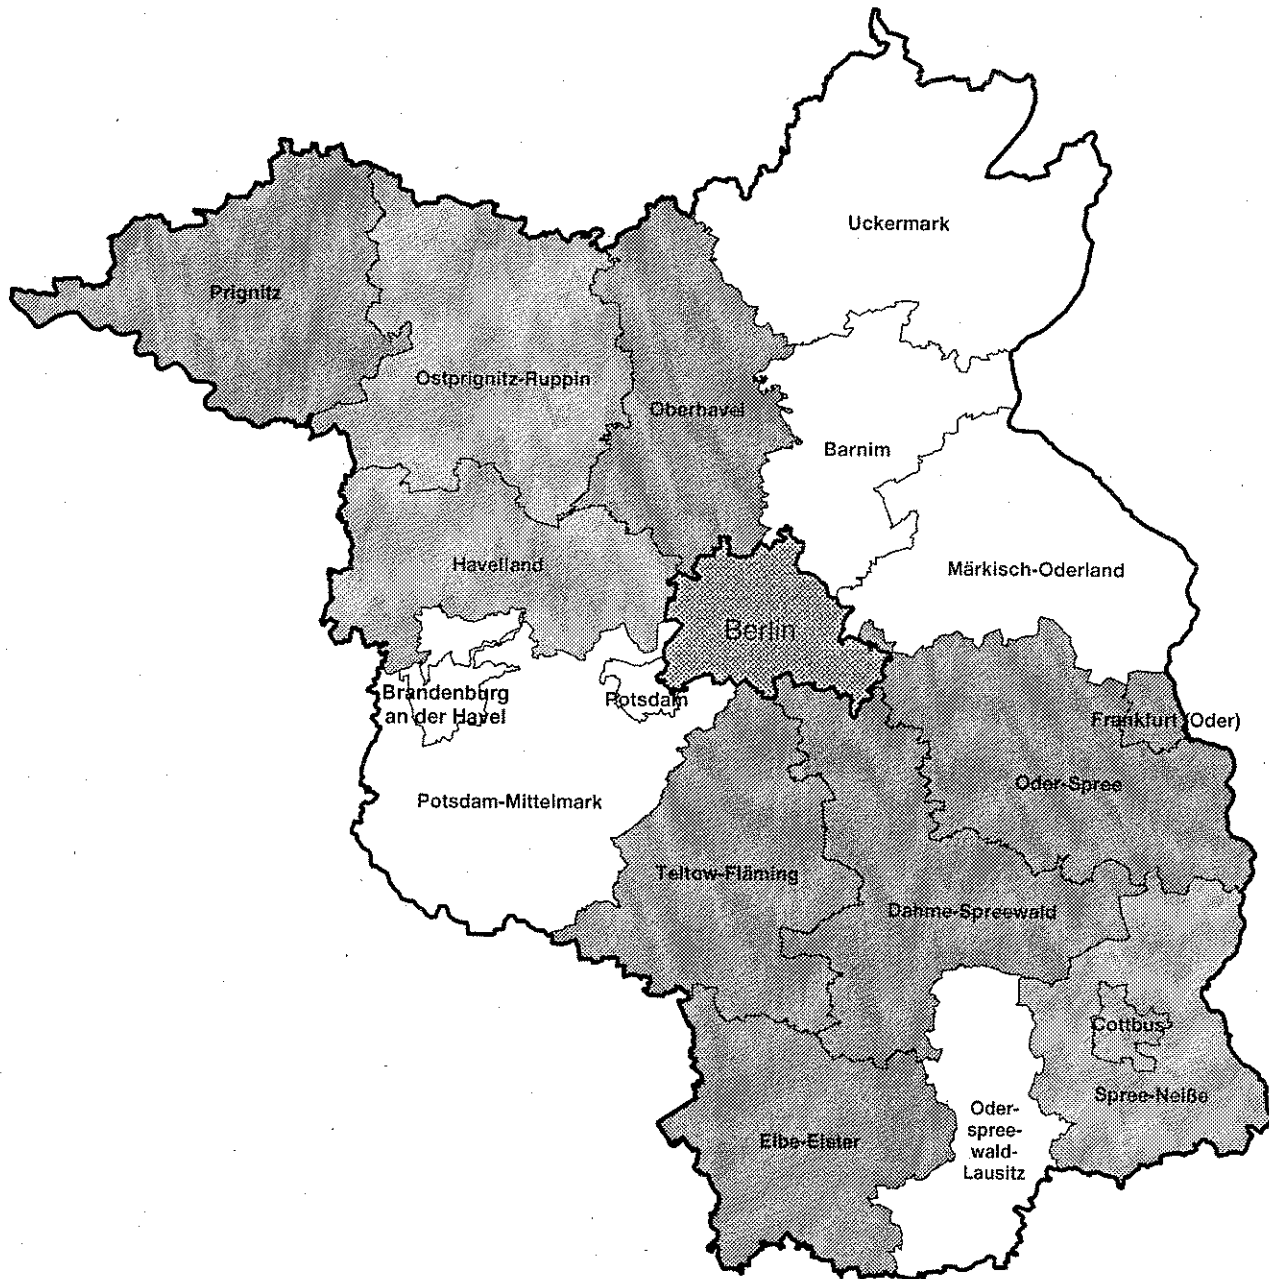 Uckermark
Prignitz
Ostprignitz-Ruppin
Oberhavel
Barnim
Havelland
Märkisch-Oderland
Berlin
Brandenburg
an der Havel
Potsdam
Frankfurt (Oder)
Oder-Spree
Potsdam-Mittelmark
Teltow-Fläming
Dahme-Spreewald
Cottbus
Spree-Neiße
Oder-
spree-
wald-
Lausitz
Elbe-Elster